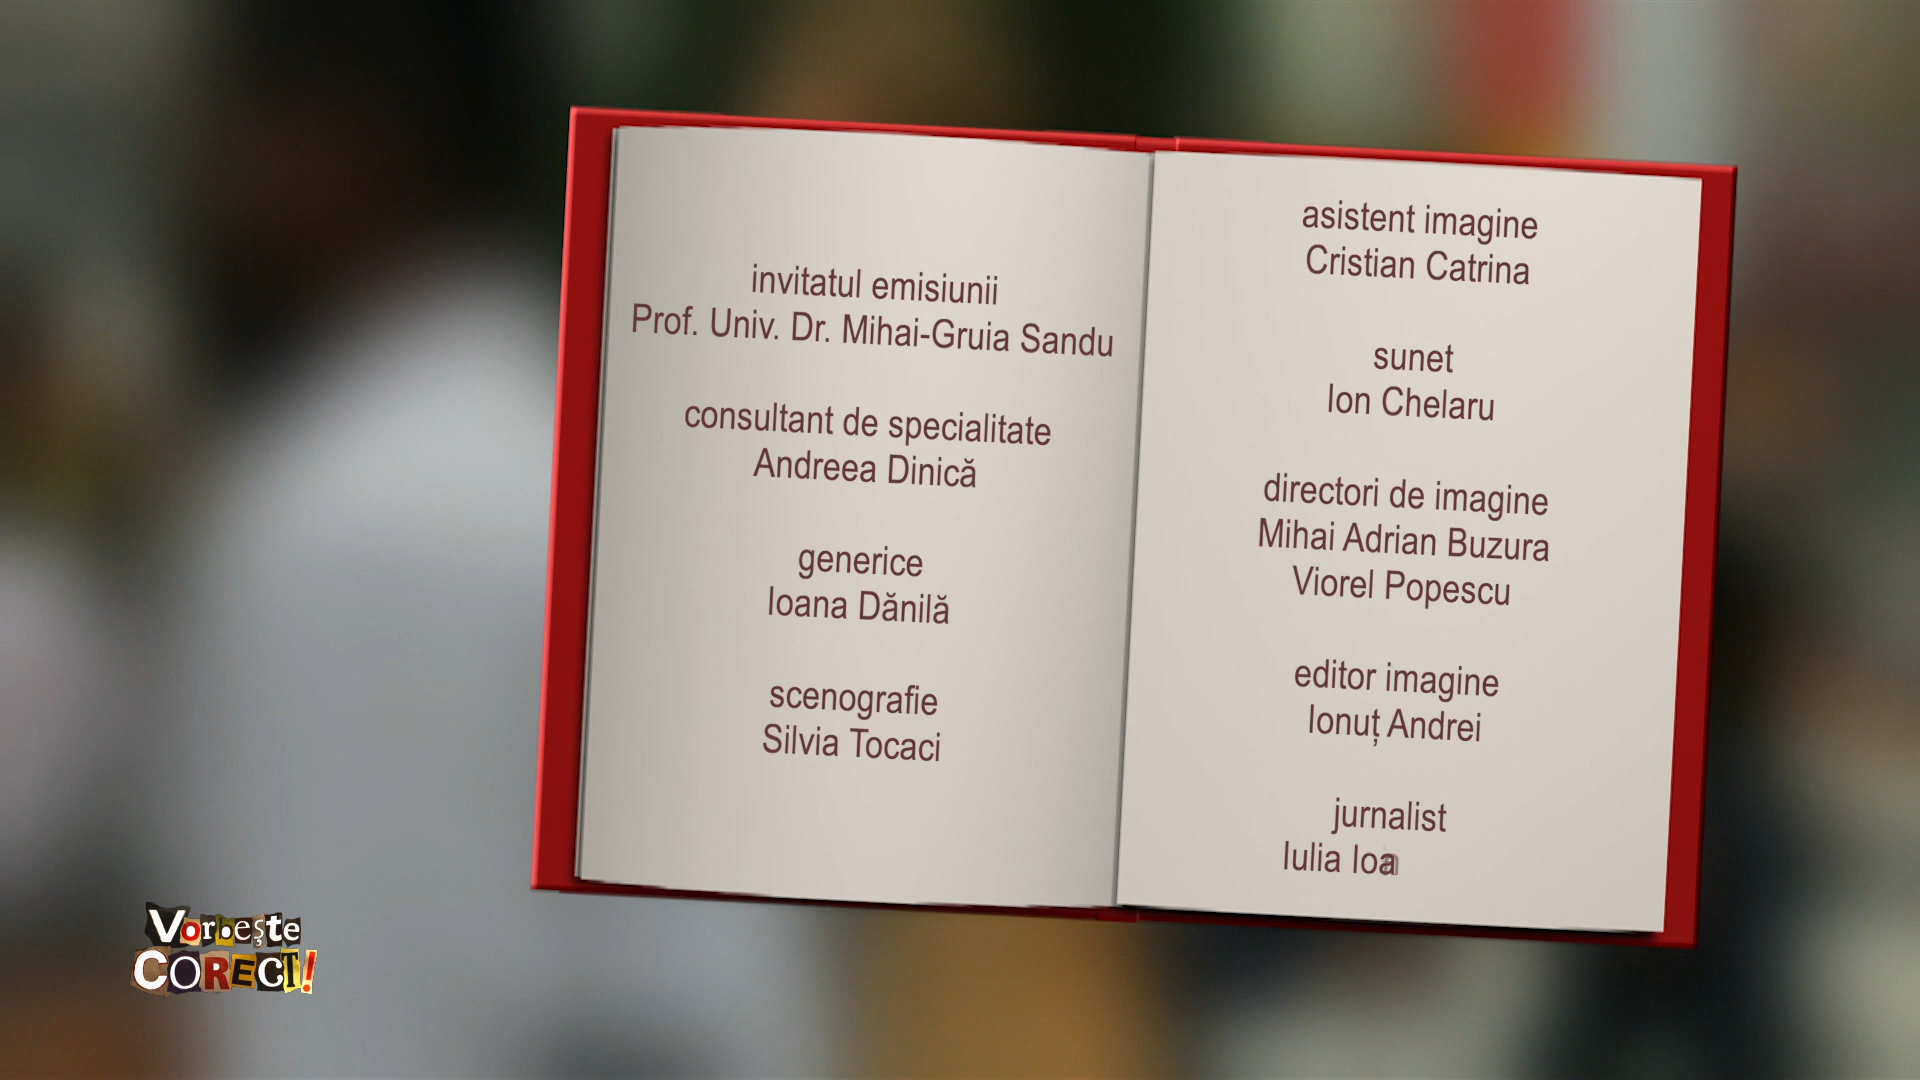 invitatul emisiunii
Prof. Univ. Dr. Mihai-Gruia Sandu
consultant de specialitate
Andreea Dinică
generice
Ioana Dănilă
scenografie
Silvia Tocaci
asistent imagine
Cristian Catrina
sunet
Ion Chelaru
directori de imagine
Mihai Adrian Buzura
Viorel Popescu
editor imagine
Ionuț Andrei
jurnalist
Iulia
Vorbește
CORECT!